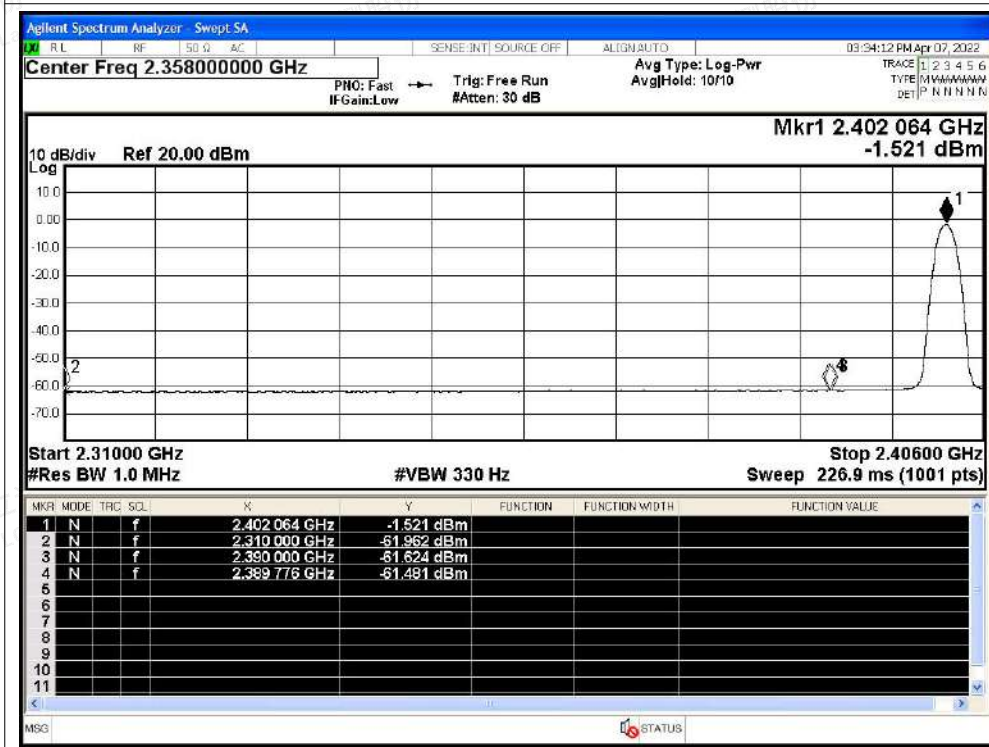 Agilent Spectrum Analyzer - Swept SA
LXI RL RF 50 Ω AC SENSE:INT SOURCE OFF ALIGN AUTO 03:34:12 PM Apr 07, 2022
Center Freq 2.358000000 GHz
PNO: Fast
IFGain:Low
Trig: Free Run
#Atten: 30 dB
Avg Type: Log-Pwr
Avg|Hold: 10/10
TRACE 1 2 3 4 5 6
TYPE MWWWWW
DET P N N N N N
Mkr1 2.402 064 GHz
-1.521 dBm
10 dB/div Ref 20.00 dBm
Log
10.0
0.00
-10.0
-20.0
-30.0
-40.0
-50.0
-60.0
-70.0
1
2
Start 2.31000 GHz Stop 2.40600 GHz
#Res BW 1.0 MHz #VBW 330 Hz Sweep 226.9 ms (1001 pts)
MKR MODE TRC SCL X Y FUNCTION FUNCTION WIDTH FUNCTION VALUE
1 N f 2.402 064 GHz -1.521 dBm
2 N f 2.310 000 GHz -61.962 dBm
3 N f 2.390 000 GHz -61.624 dBm
4 N f 2.389 776 GHz -61.481 dBm
5
6
7
8
9
10
11
MSG STATUS